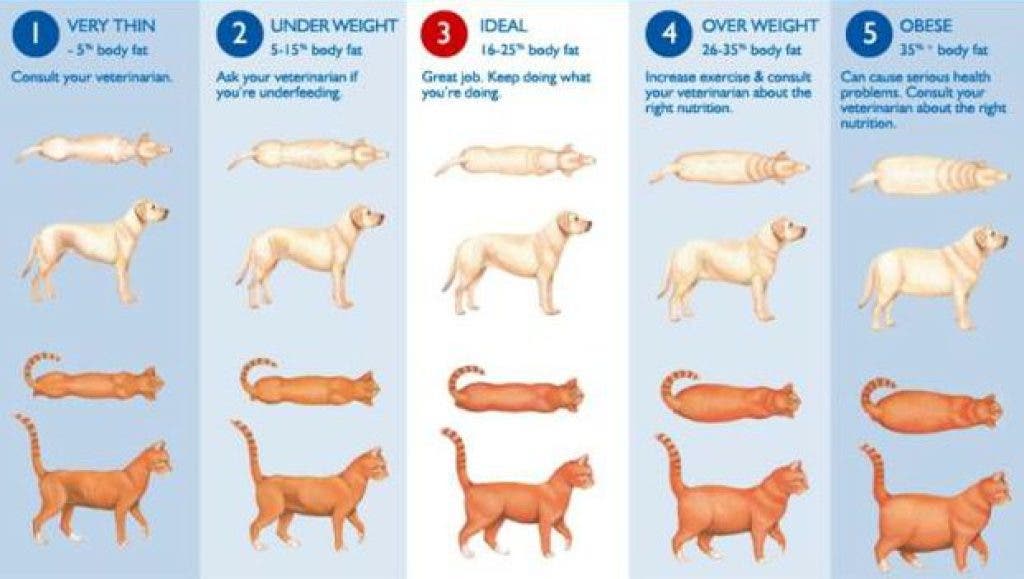 1 VERY THIN
- 5% body fat
Consult your veterinarian.
2 UNDER WEIGHT
5-15% body fat
Ask your veterinarian if
you're underfeeding.
3 IDEAL
16-25% body fat
Great job. Keep doing what
you're doing.
4 OVER WEIGHT
26-35% body fat
Increase exercise & consult
your veterinarian about the
right nutrition.
5 OBESE
35% + body fat
Can cause serious health
problems. Consult your
veterinarian about the right
nutrition.